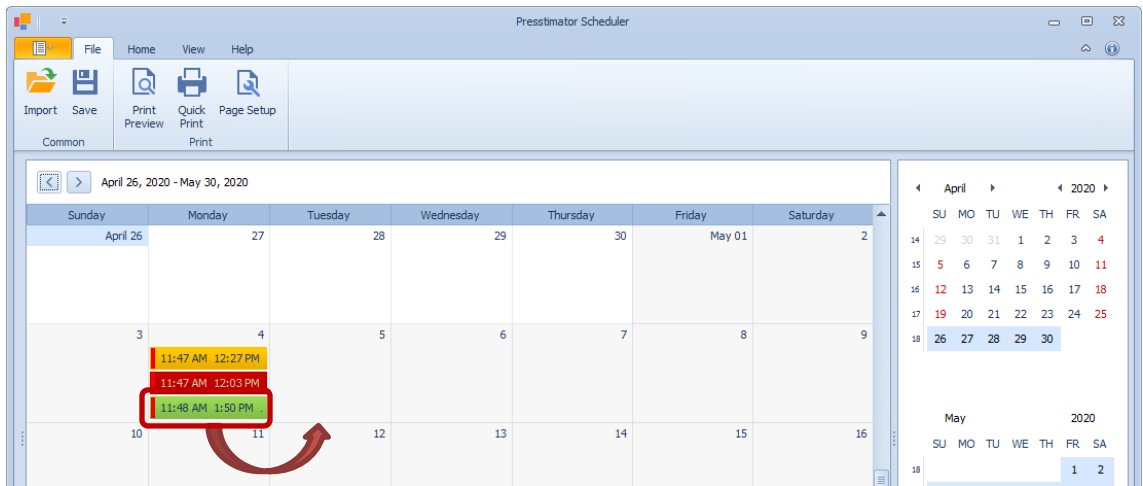 Presstimator Scheduler
File Home View Help
Import Save Print Preview Quick Print Page Setup
Common Print
April 26, 2020 - May 30, 2020
Sunday Monday Tuesday Wednesday Thursday Friday Saturday
April 26 27 28 29 30 May 01 2
3 4 5 6 7 8 9
11:47 AM 12:27 PM
11:47 AM 12:03 PM
11:48 AM 1:50 PM .
10 11 12 13 14 15 16
April 2020
SU MO TU WE TH FR SA
14 29 30 31 1 2 3 4
15 5 6 7 8 9 10 11
16 12 13 14 15 16 17 18
17 19 20 21 22 23 24 25
18 26 27 28 29 30
May 2020
SU MO TU WE TH FR SA
18 1 2